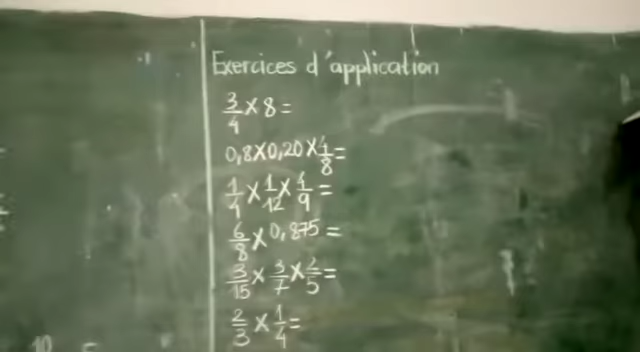 Exercices d'application
3/4 × 8 =
0,8 × 0,20 × 1/8 =
1/4 × 1/12 × 1/9 =
6/8 × 0,875 =
3/15 × 3/7 × 2/5 =
2/3 × 1/4 =